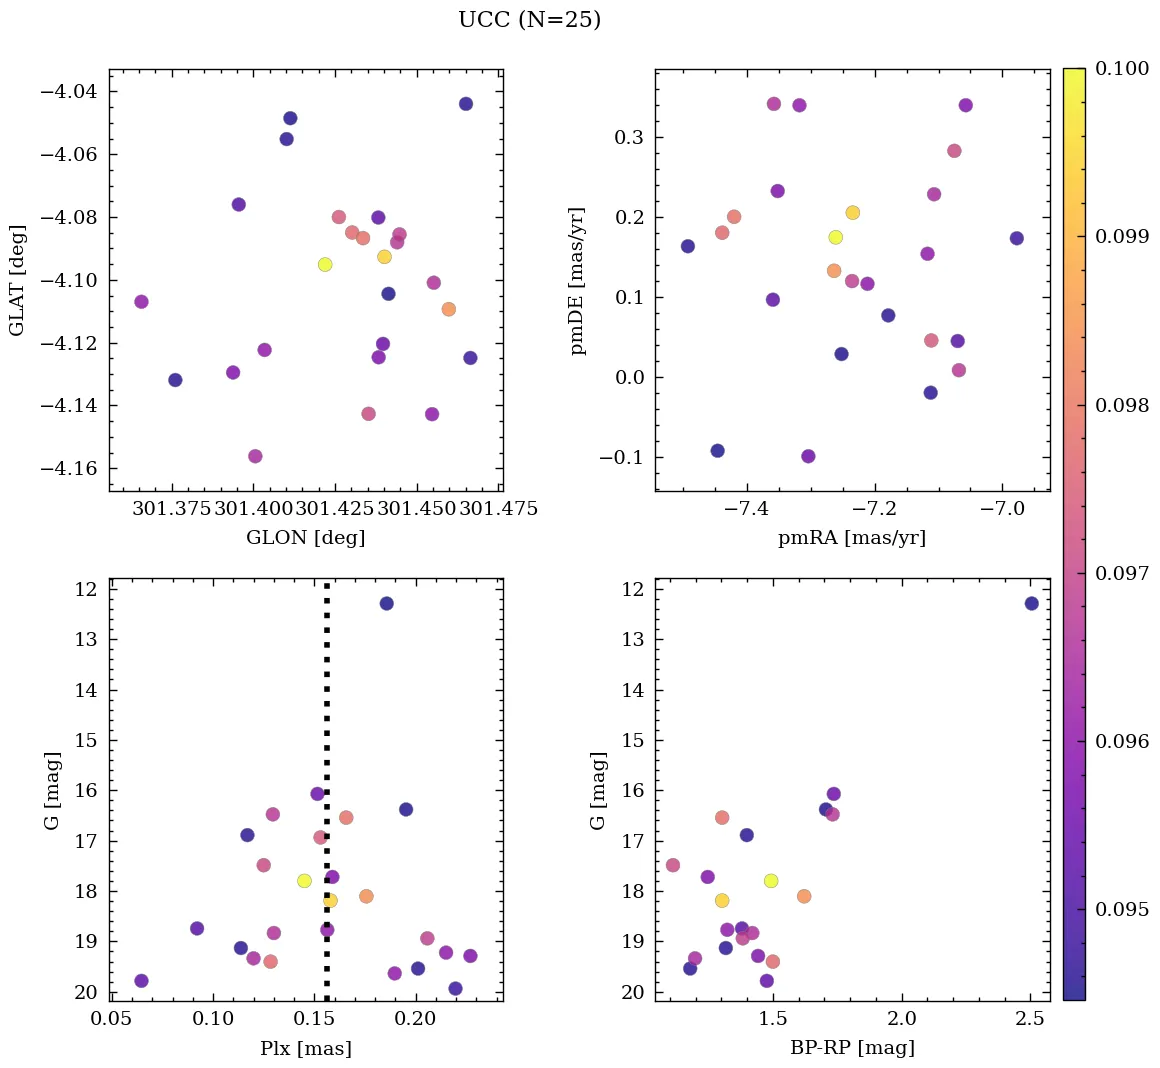 UCC (N=25)
−4.04
−4.06
−4.08
−4.10
−4.12
−4.14
−4.16
GLAT [deg]
301.375 301.400 301.425 301.450 301.475
GLON [deg]
0.3
0.2
0.1
0.0
−0.1
pmDE [mas/yr]
−7.4 −7.2 −7.0
pmRA [mas/yr]
0.100
0.099
0.098
0.097
0.096
0.095
12
13
14
15
16
17
18
19
20
G [mag]
0.05 0.10 0.15 0.20
Plx [mas]
12
13
14
15
16
17
18
19
20
G [mag]
1.5 2.0 2.5
BP-RP [mag]